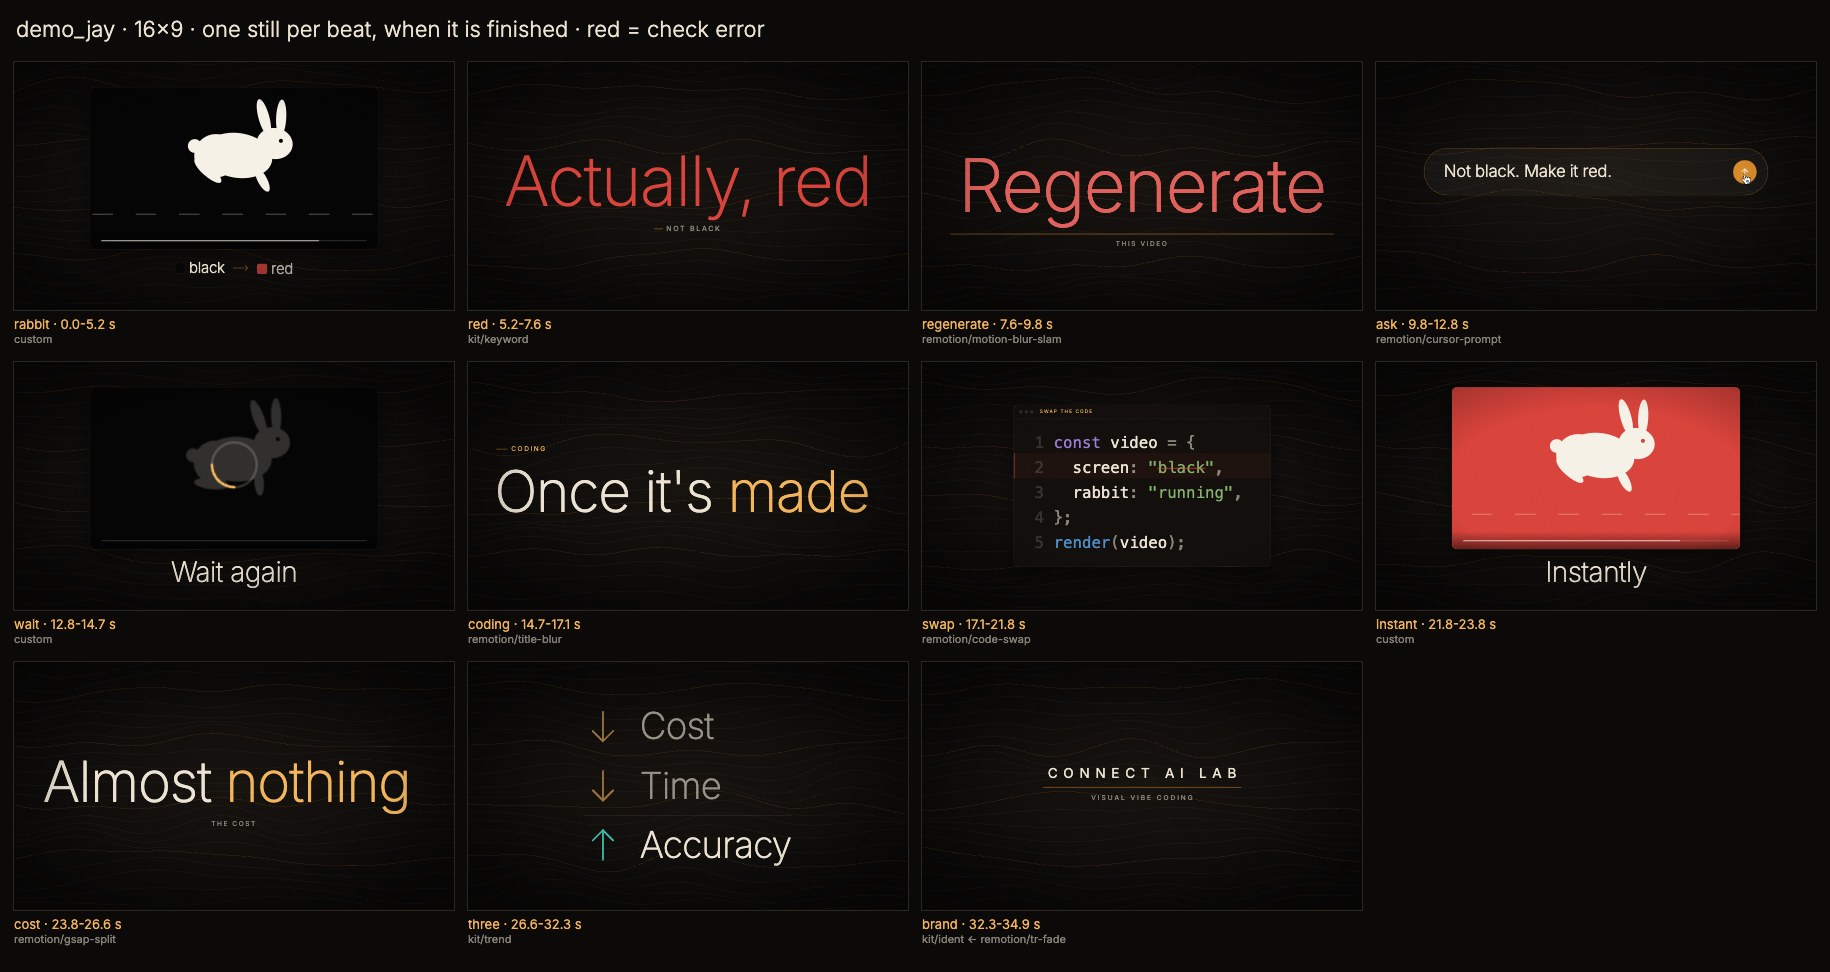 demo_jay · 16×9 · one still per beat, when it is finished · red = check error
black → red
rabbit · 0.0-5.2 s
custom
Actually, red
— NOT BLACK
red · 5.2-7.6 s
kit/keyword
Regenerate
THIS VIDEO
regenerate · 7.6-9.8 s
remotion/motion-blur-slam
Not black. Make it red.
ask · 9.8-12.8 s
remotion/cursor-prompt
Wait again
wait · 12.8-14.7 s
custom
— CODING
Once it's made
coding · 14.7-17.1 s
remotion/title-blur
SWAP THE CODE
1 const video = {
2 screen: "black",
3 rabbit: "running",
4 };
5 render(video);
swap · 17.1-21.8 s
remotion/code-swap
Instantly
instant · 21.8-23.8 s
custom
Almost nothing
THE COST
cost · 23.8-26.6 s
remotion/gsap-split
↓ Cost
↓ Time
↑ Accuracy
three · 26.6-32.3 s
kit/trend
CONNECT AI LAB
VISUAL VIBE CODING
brand · 32.3-34.9 s
kit/ident ← remotion/tr-fade